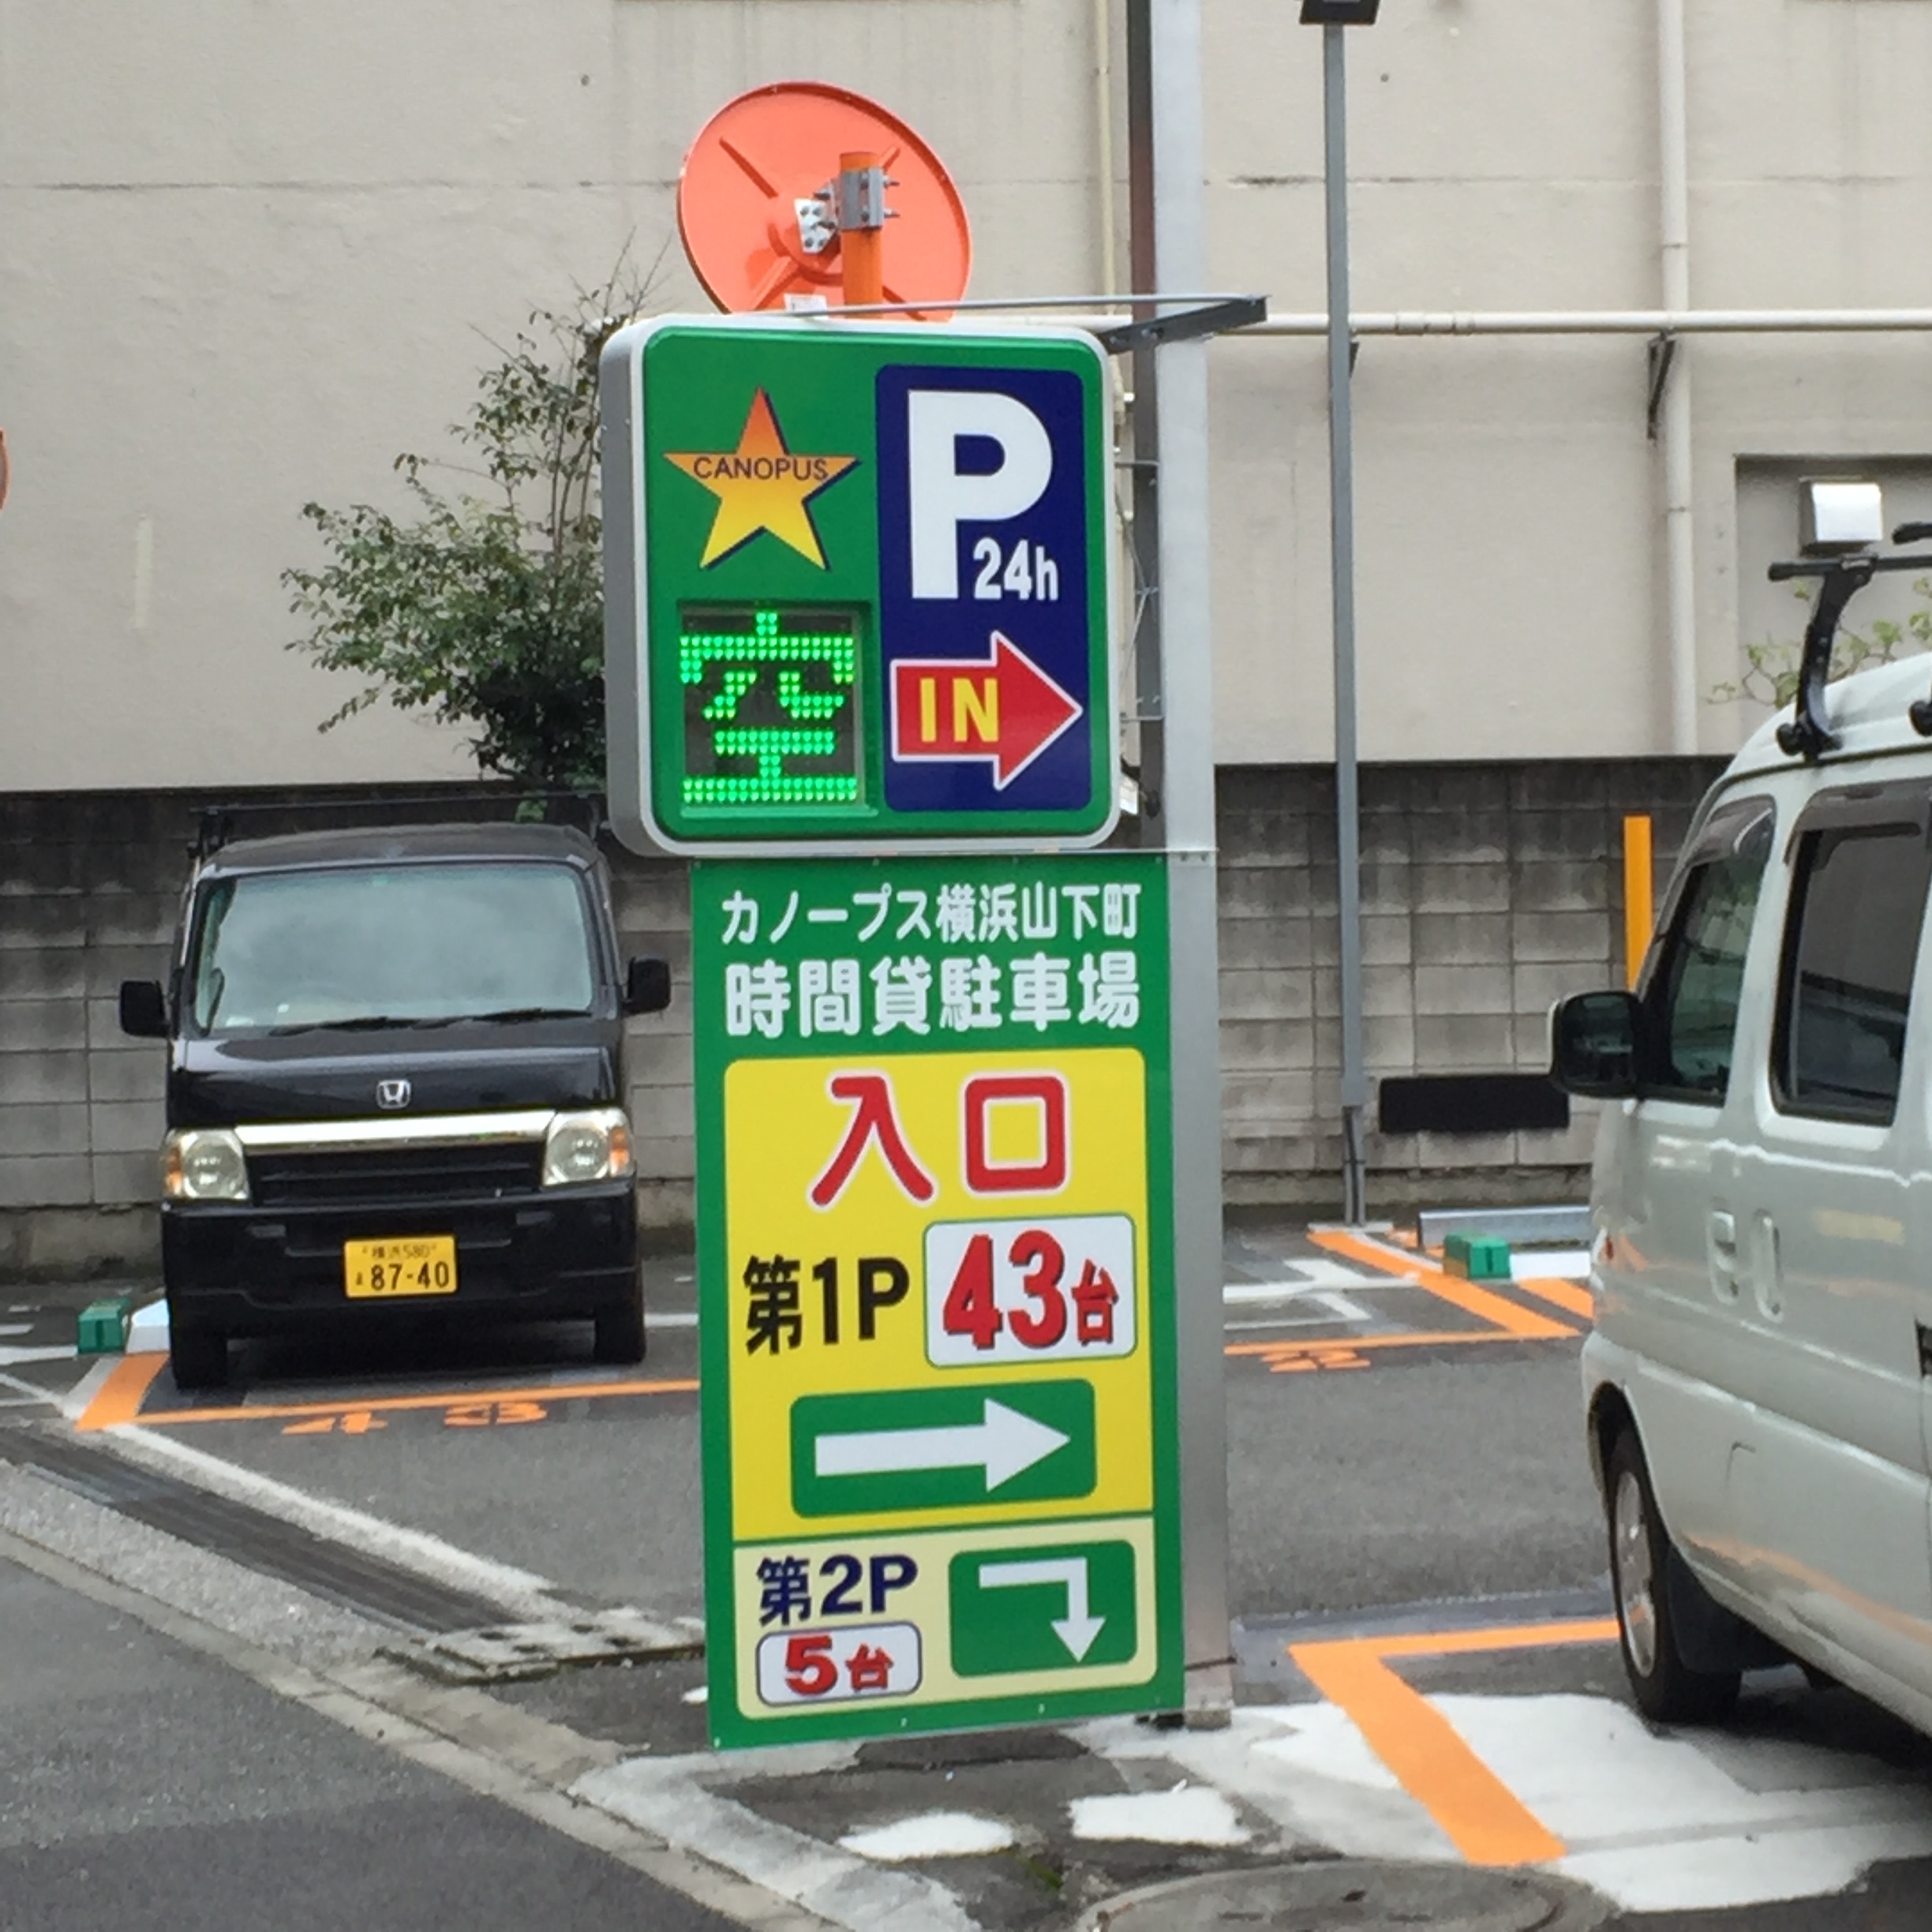 CANOPUS
P
24h
空
IN
カノープス横浜山下町
時間貸駐車場
入口
第1P 43台
第2P
5台
横浜580
87-40
48